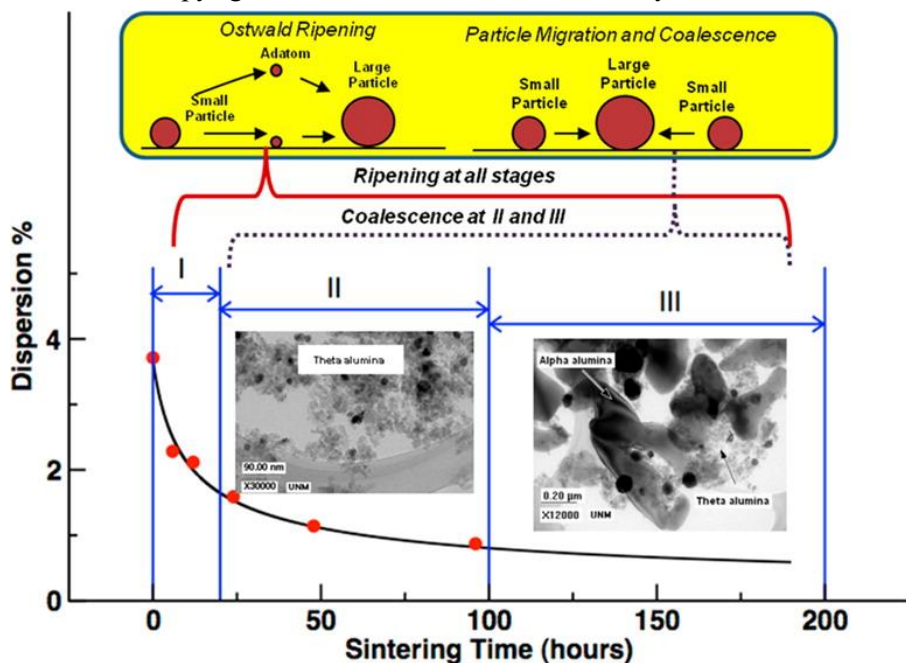 Ostwald Ripening
Particle Migration and Coalescence
Adatom
Small
Particle
Large
Particle
Small
Particle
Large
Particle
Small
Particle
Ripening at all stages
Coalescence at II and III
I
II
III
Dispersion %
4
2
0
Theta alumina
90.00 nm
X30000 UNM
Alpha alumina
Theta alumina
0.20 µm
X12000 UNM
0 50 100 150 200
Sintering Time (hours)